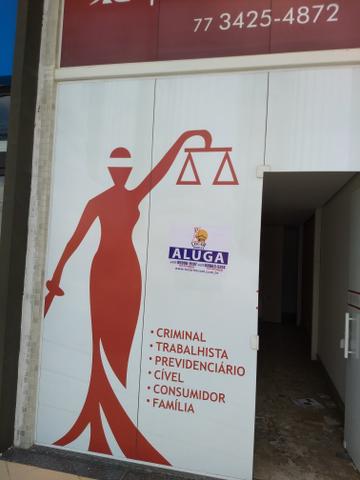 77 3425-4872
ALUGA
• CRIMINAL
• TRABALHISTA
• PREVIDENCIÁRIO
• CÍVEL
• CONSUMIDOR
• FAMÍLIA